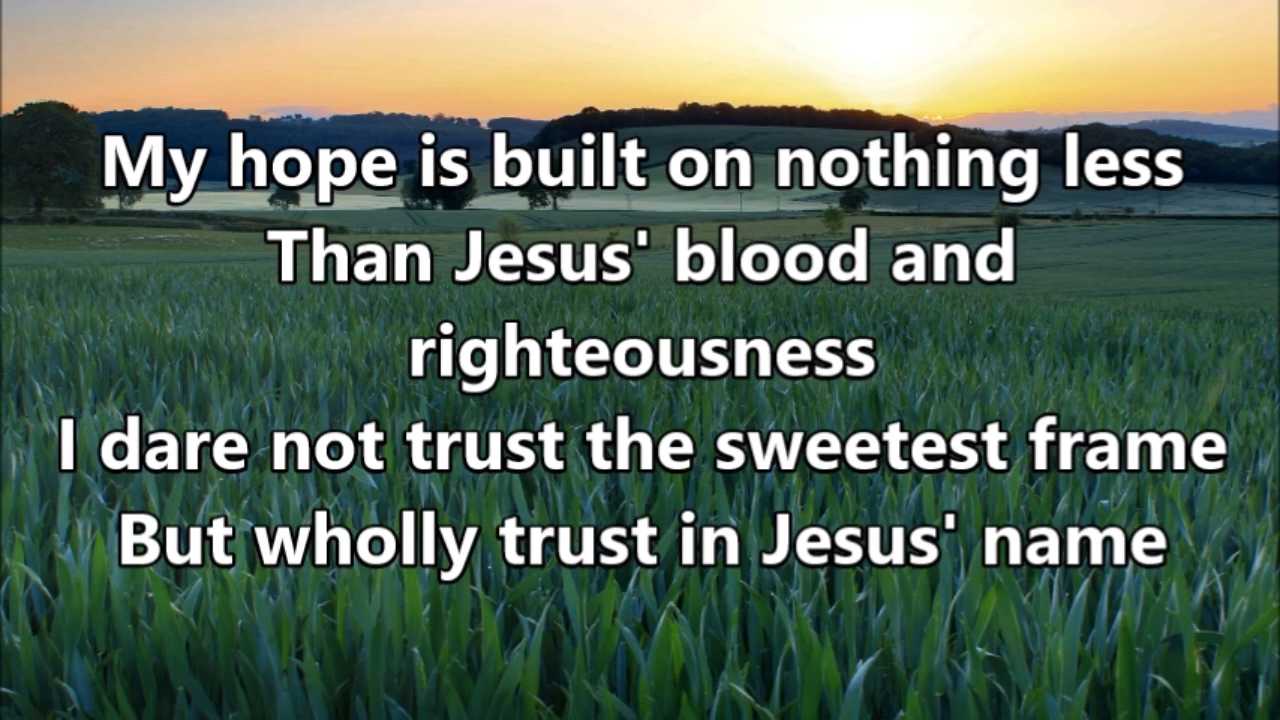 My hope is built on nothing less
Than Jesus' blood and
righteousness
I dare not trust the sweetest frame
But wholly trust in Jesus' name